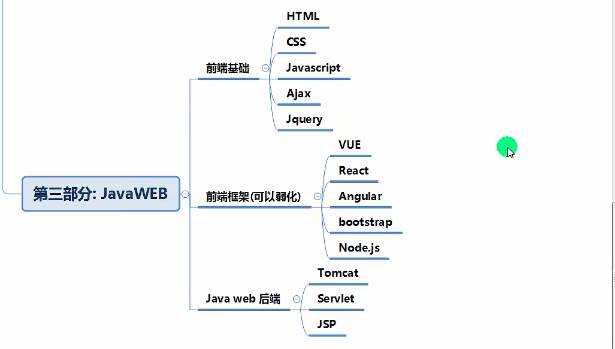 第三部分: JavaWEB
前端基础
HTML
CSS
Javascript
Ajax
Jquery
前端框架(可以弱化)
VUE
React
Angular
bootstrap
Node.js
Java web 后端
Tomcat
Servlet
JSP